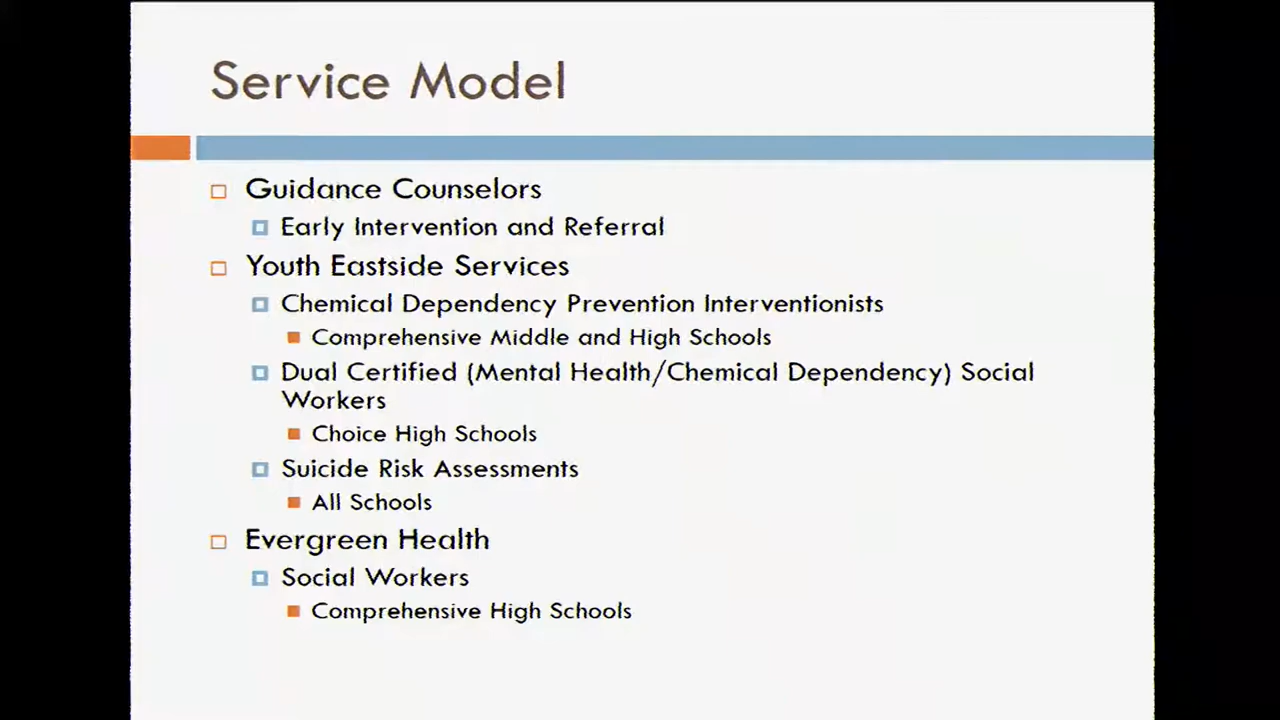 Service Model
Guidance Counselors
Early Intervention and Referral
Youth Eastside Services
Chemical Dependency Prevention Interventionists
Comprehensive Middle and High Schools
Dual Certified (Mental Health/Chemical Dependency) Social
Workers
Choice High Schools
Suicide Risk Assessments
All Schools
Evergreen Health
Social Workers
Comprehensive High Schools